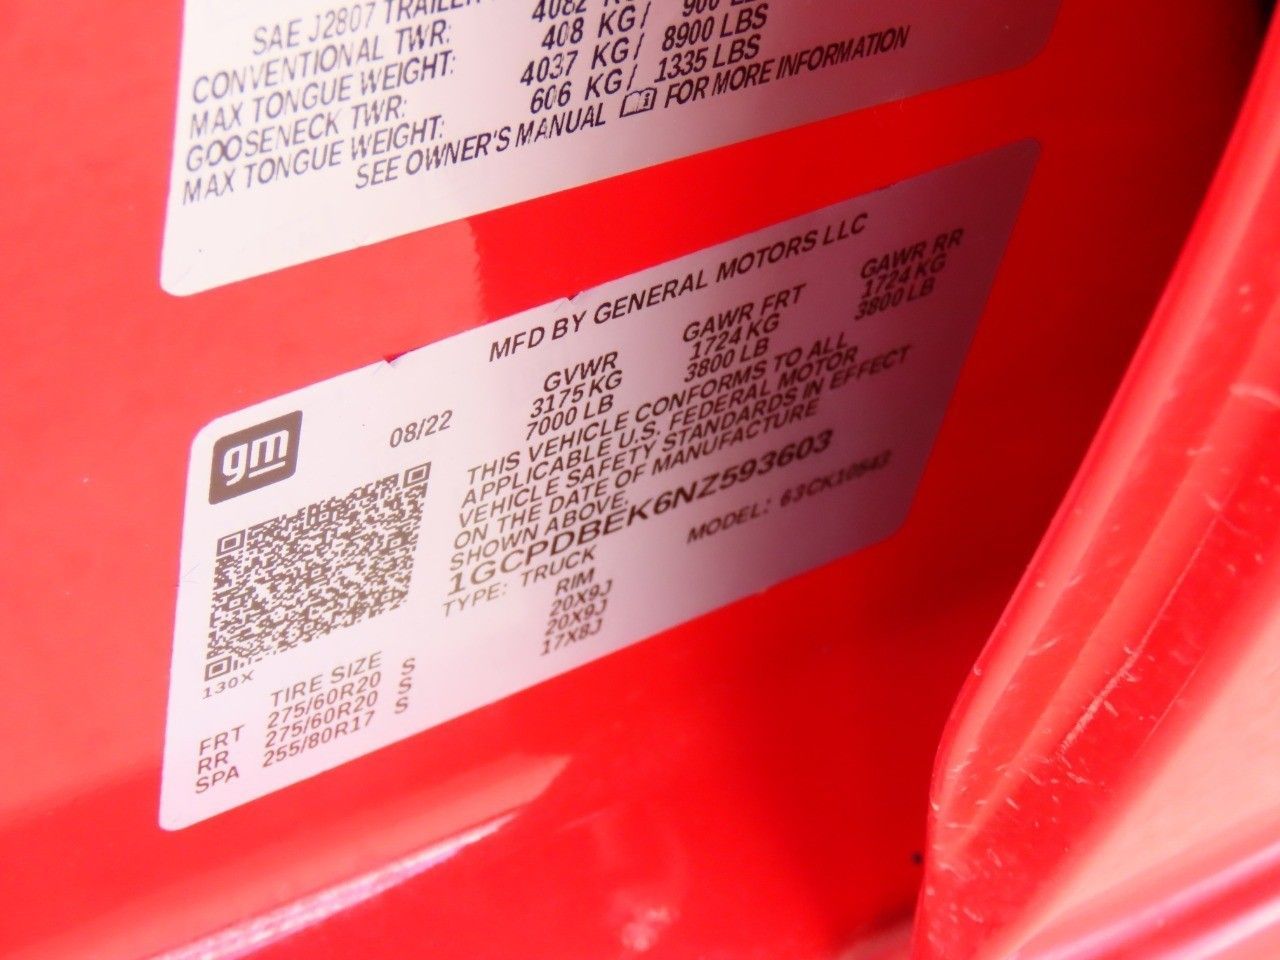 SAE J2807 TRAILER
CONVENTIONAL TWR: 4082 KG/
MAX TONGUE WEIGHT: 408 KG/ 900 LBS
GOOSENECK TWR: 4037 KG/ 8900 LBS
MAX TONGUE WEIGHT: 606 KG/ 1335 LBS
SEE OWNER'S MANUAL FOR MORE INFORMATION
MFD BY GENERAL MOTORS LLC
gm
08/22
GVWR GAWR FRT GAWR RR
3175 KG 1724 KG 1724 KG
7000 LB 3800 LB 3800 LB
THIS VEHICLE CONFORMS TO ALL
APPLICABLE U.S. FEDERAL MOTOR
VEHICLE SAFETY STANDARDS IN EFFECT
ON THE DATE OF MANUFACTURE
SHOWN ABOVE.
1GCPDBEK6NZ593603
TYPE: TRUCK MODEL: 63CK10543
130X
TIRE SIZE RIM
FRT 275/60R20 S 20X9J
RR 275/60R20 S 20X9J
SPA 255/80R17 S 17X8J